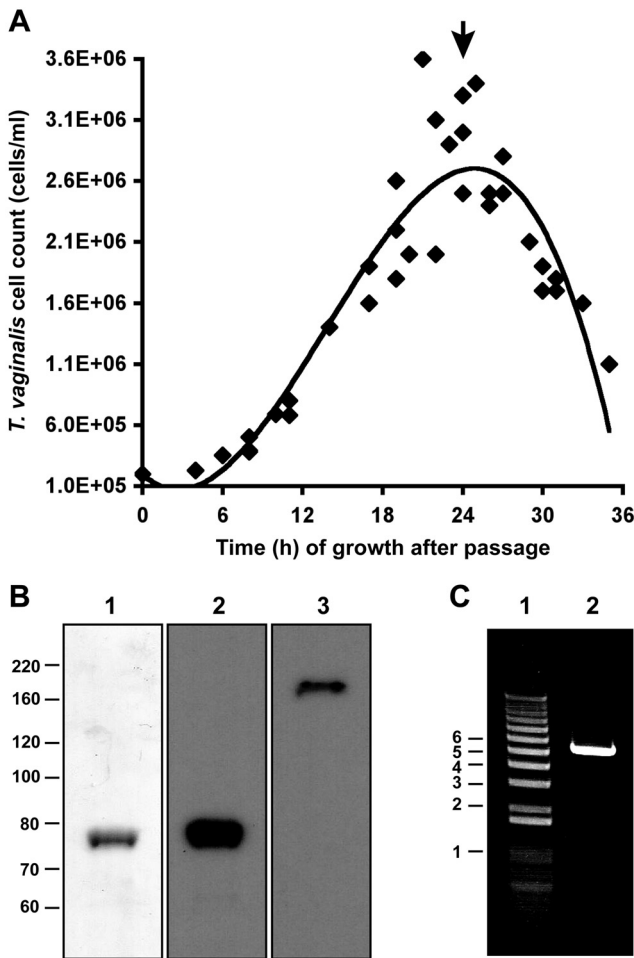 A
T. vaginalis cell count (cells/ml)
3.6E+06
3.1E+06
2.6E+06
2.1E+06
1.6E+06
1.1E+06
6.0E+05
1.0E+05
0 6 12 18 24 30 36
Time (h) of growth after passage
B
1 2 3
220
160
120
100
80
70
60
C
1 2
6
5
4
3
2
1